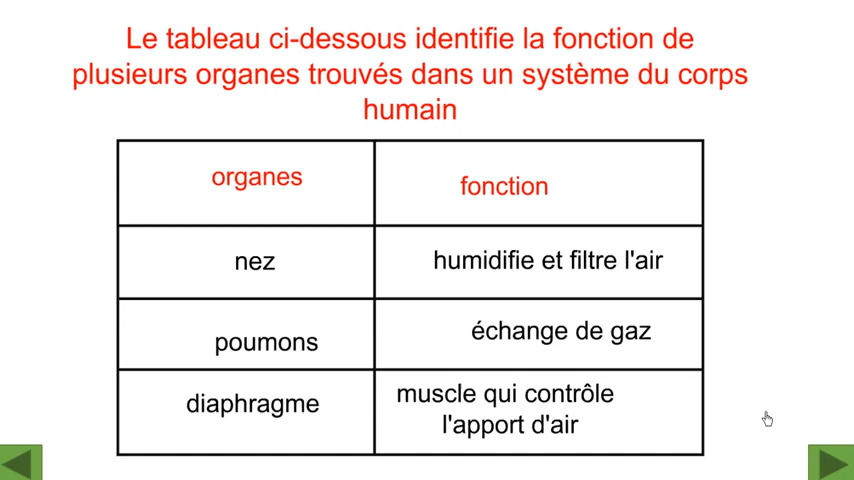 Le tableau ci-dessous identifie la fonction de
plusieurs organes trouvés dans un système du corps
humain
organes
fonction
nez
humidifie et filtre l'air
poumons
échange de gaz
diaphragme
muscle qui contrôle
l'apport d'air